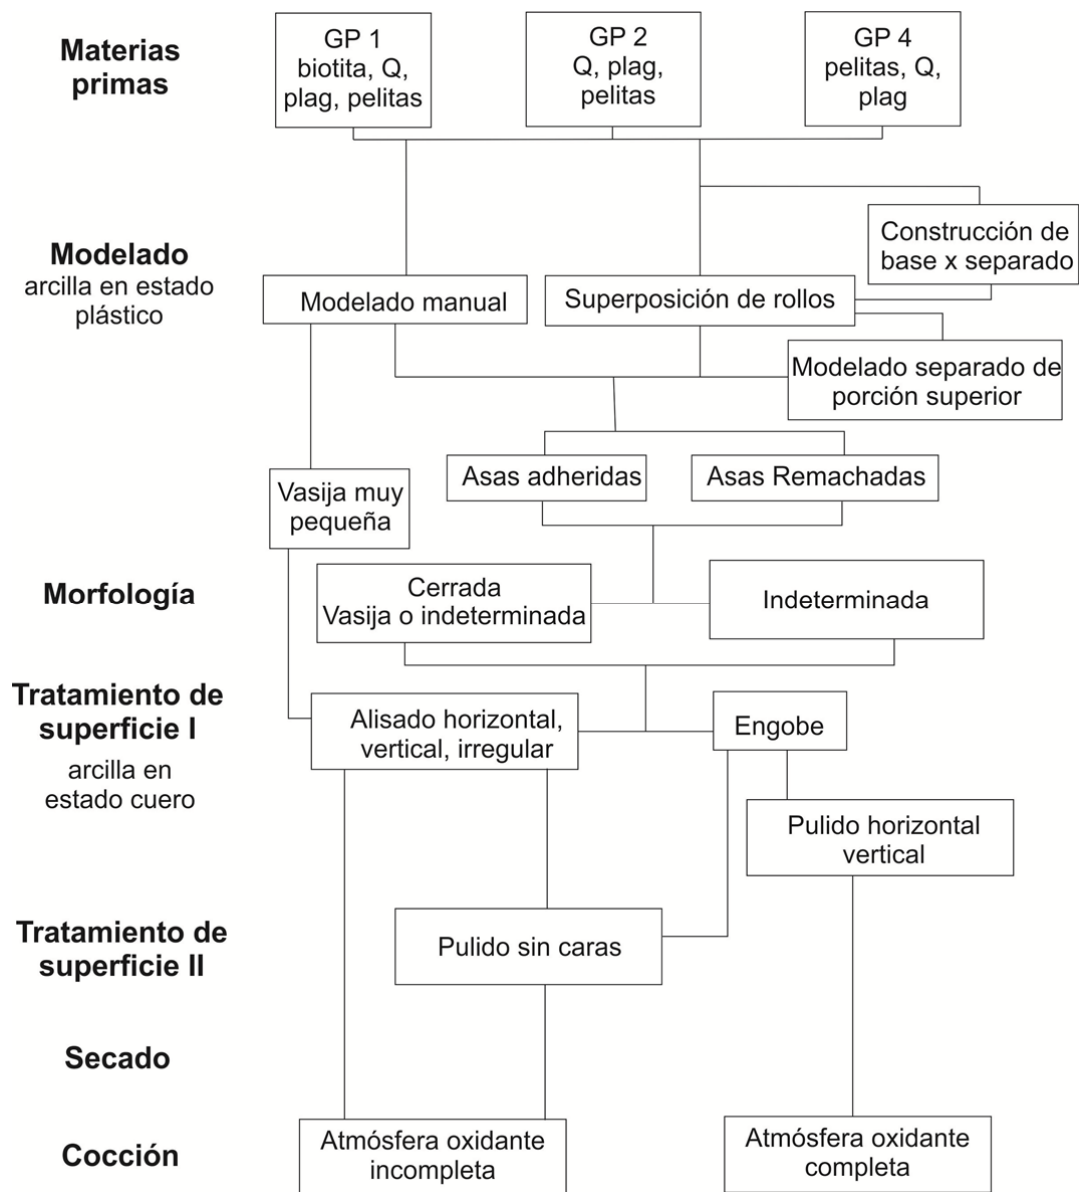 Materias
primas
GP 1
biotita, Q,
plag, pelitas
GP 2
Q, plag,
pelitas
GP 4
pelitas, Q,
plag
Modelado
arcilla en estado
plástico
Construcción de
base x separado
Modelado manual
Superposición de rollos
Modelado separado de
porción superior
Asas adheridas
Asas Remachadas
Vasija muy
pequeña
Morfología
Cerrada
Vasija o indeterminada
Indeterminada
Tratamiento de
superficie I
arcilla en
estado cuero
Alisado horizontal,
vertical, irregular
Engobe
Pulido horizontal
vertical
Tratamiento de
superficie II
Pulido sin caras
Secado
Cocción
Atmósfera oxidante
incompleta
Atmósfera oxidante
completa